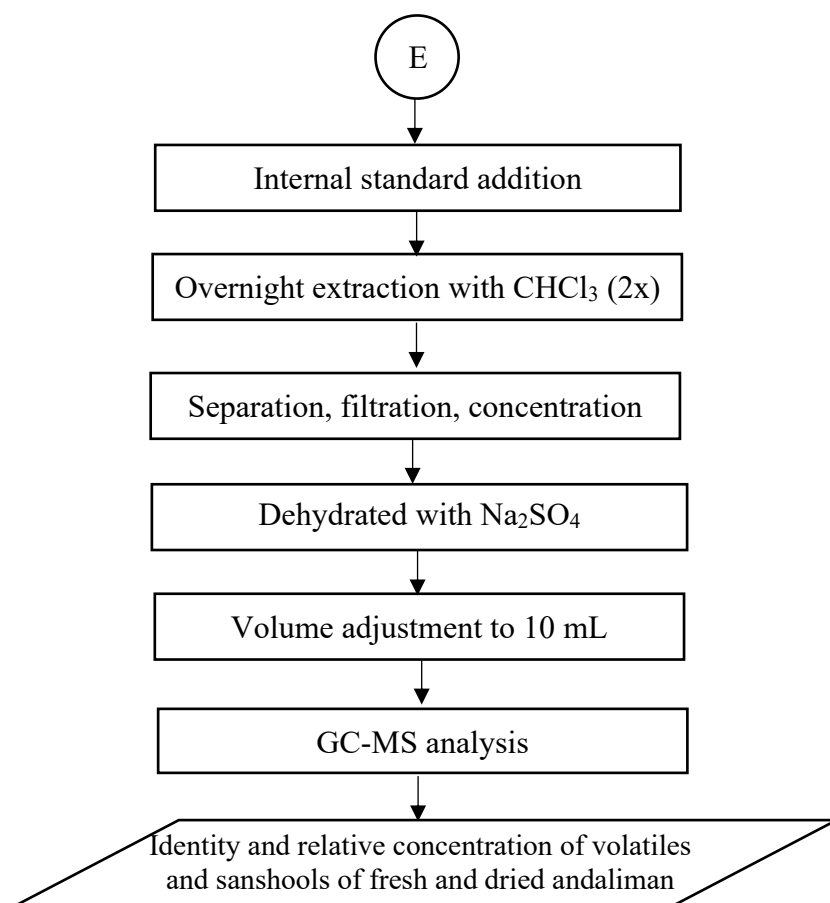 E
Internal standard addition
Overnight extraction with CHCl₃ (2x)
Separation, filtration, concentration
Dehydrated with Na₂SO₄
Volume adjustment to 10 mL
GC-MS analysis
Identity and relative concentration of volatiles
and sanshools of fresh and dried andaliman